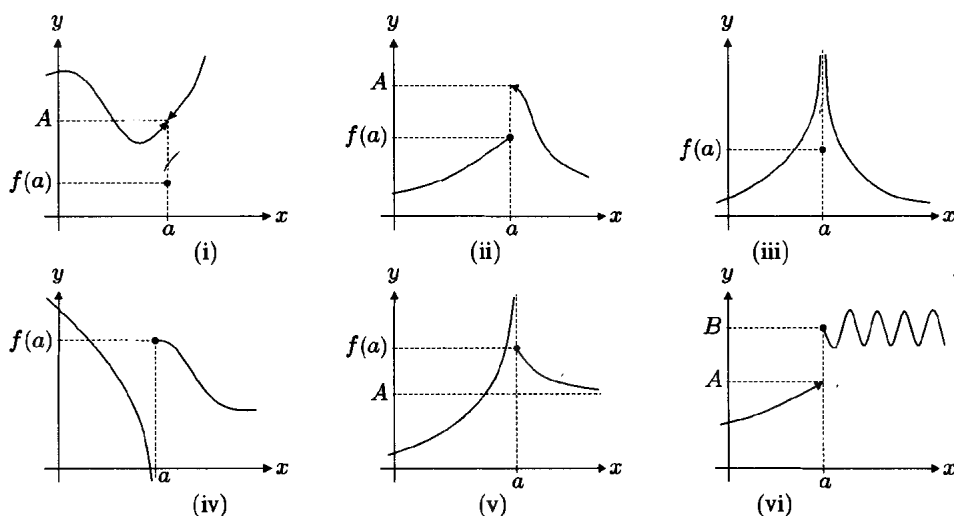 y y y
A A
f(a) f(a) f(a)
a x a x a x
(i) (ii) (iii)
y y y
f(a) f(a) B
A A
a x a x a x
(iv) (v) (vi)